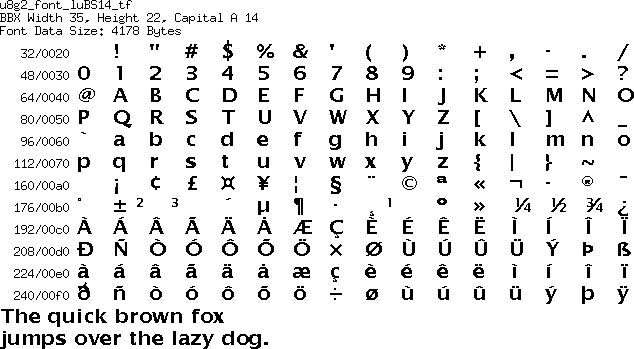 u8g2_font_luBS14_tf
BBX Width 35, Height 22, Capital A 14
Font Data Size: 4178 Bytes
32/0020 ! " # $ % & ' ( ) * + , - . /
48/0030 0 1 2 3 4 5 6 7 8 9 : ; < = > ?
64/0040 @ A B C D E F G H I J K L M N O
80/0050 P Q R S T U V W X Y Z [ \ ] ^ _
96/0060 ` a b c d e f g h i j k l m n o
112/0070 p q r s t u v w x y z { | } ~
160/00a0 ¡ ¢ £ ¤ ¥ ¦ § ¨ © ª « ¬ - ® ¯
176/00b0 ° ± ² ³ ´ µ ¶ · ¸ ¹ º » ¼ ½ ¾ ¿
192/00c0 À Á Â Ã Ä Å Æ Ç È É Ê Ë Ì Í Î Ï
208/00d0 Ð Ñ Ò Ó Ô Õ Ö × Ø Ù Ú Û Ü Ý Þ ß
224/00e0 à á â ã ä å æ ç è é ê ë ì í î ï
240/00f0 ð ñ ò ó ô õ ö ÷ ø ù ú û ü ý þ ÿ
The quick brown fox
jumps over the lazy dog.